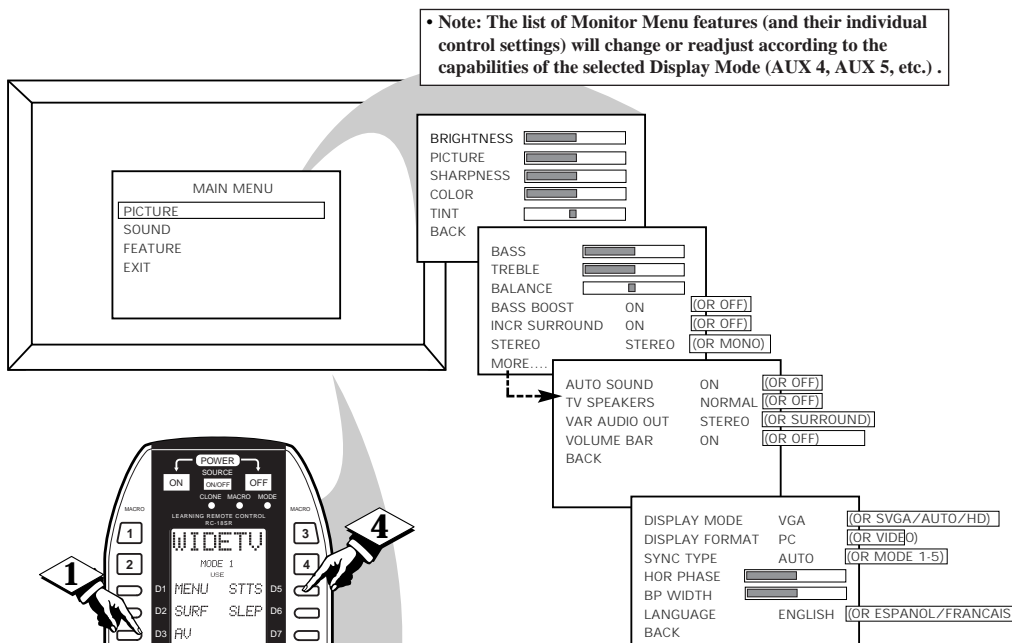 • Note: The list of Monitor Menu features (and their individual
control settings) will change or readjust according to the
capabilities of the selected Display Mode (AUX 4, AUX 5, etc.) .
MAIN MENU
PICTURE
SOUND
FEATURE
EXIT
BRIGHTNESS
PICTURE
SHARPNESS
COLOR
TINT
BACK
BASS
TREBLE
BALANCE
BASS BOOST ON (OR OFF)
INCR SURROUND ON (OR OFF)
STEREO STEREO (OR MONO)
MORE....
AUTO SOUND ON (OR OFF)
TV SPEAKERS NORMAL (OR OFF)
VAR AUDIO OUT STEREO (OR SURROUND)
VOLUME BAR ON (OR OFF)
BACK
DISPLAY MODE VGA (OR SVGA/AUTO/HD)
DISPLAY FORMAT PC (OR VIDEO)
SYNC TYPE AUTO (OR MODE 1-5)
HOR PHASE
BP WIDTH
LANGUAGE ENGLISH (OR ESPANOL/FRANCAIS
BACK
POWER
SOURCE
ON ON/OFF OFF
CLONE MACRO MODE
MACRO MACRO
LEARNING REMOTE CONTROL
RC-18SR
1 3
WIDETV
2 4
MODE 1
USE
D1 MENU STTS D5
D2 SURF SLEP D6
D3 AV D7
1
4